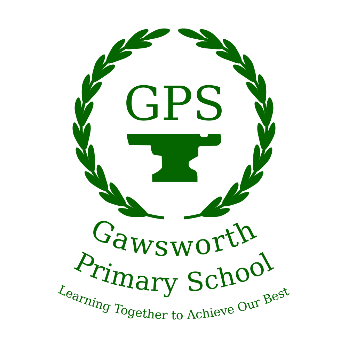 GPS
Gawsworth
Primary School
Learning Together to Achieve Our Best